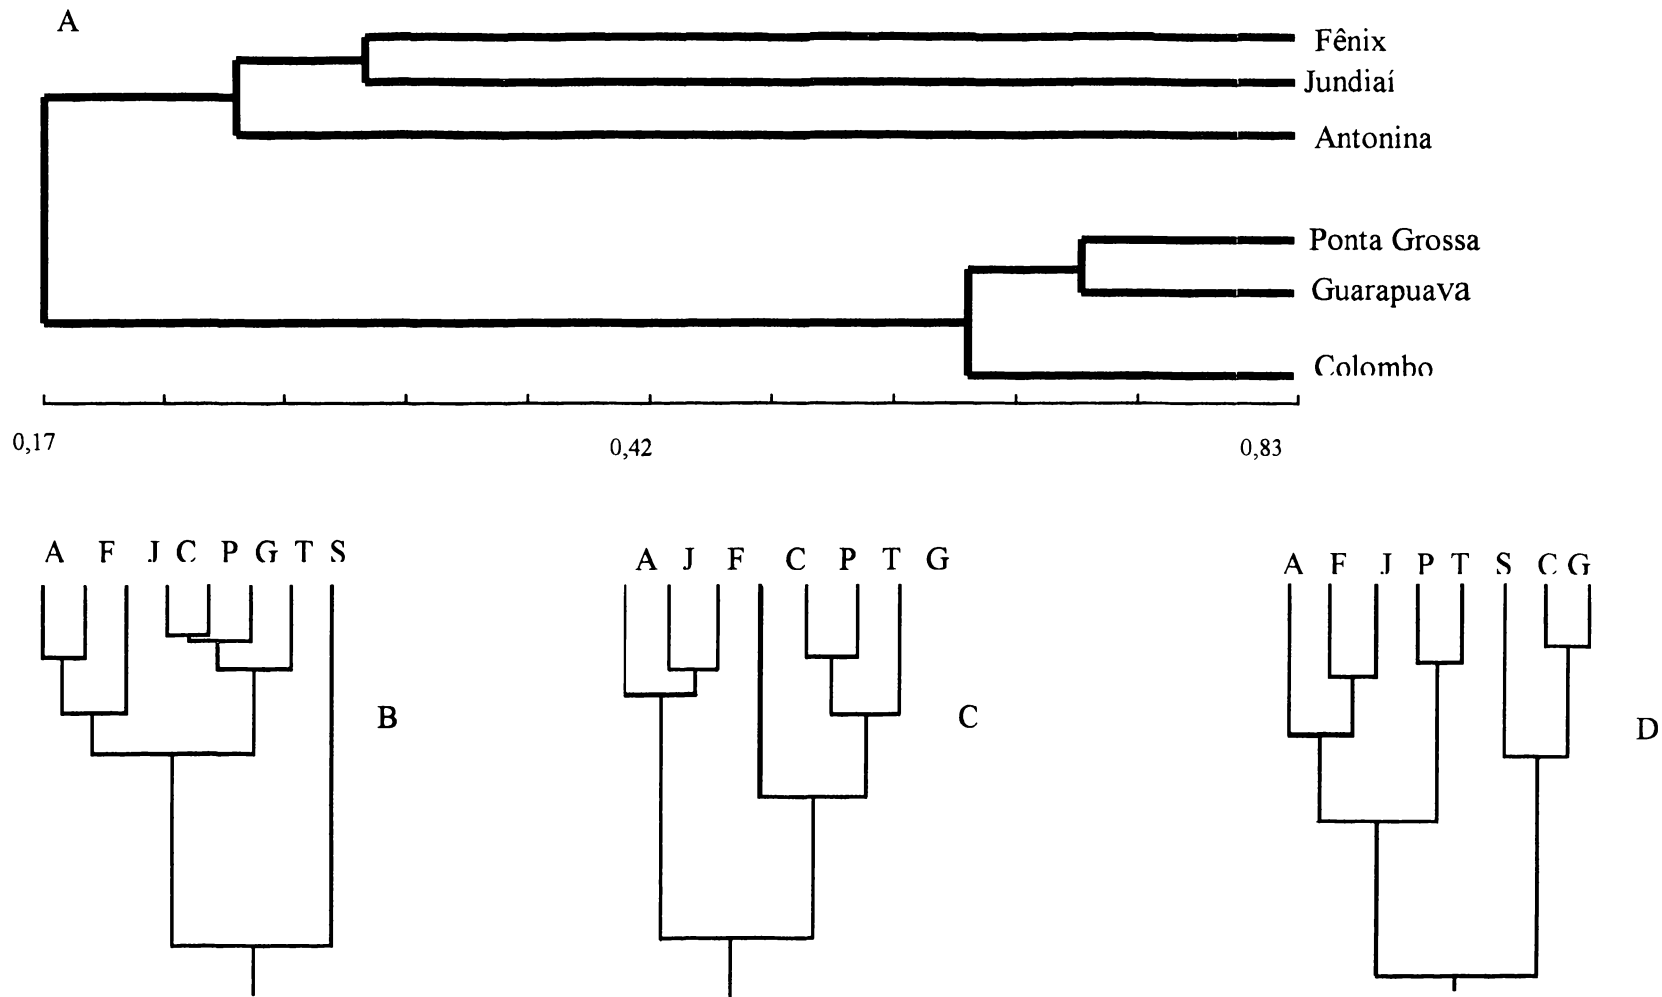 A
Fênix
Jundiaí
Antonina
Ponta Grossa
Guarapuava
Colombo
0,17 0,42 0,83
A F J C P G T S
A J F C P T G
A F J P T S C G
B
C
D